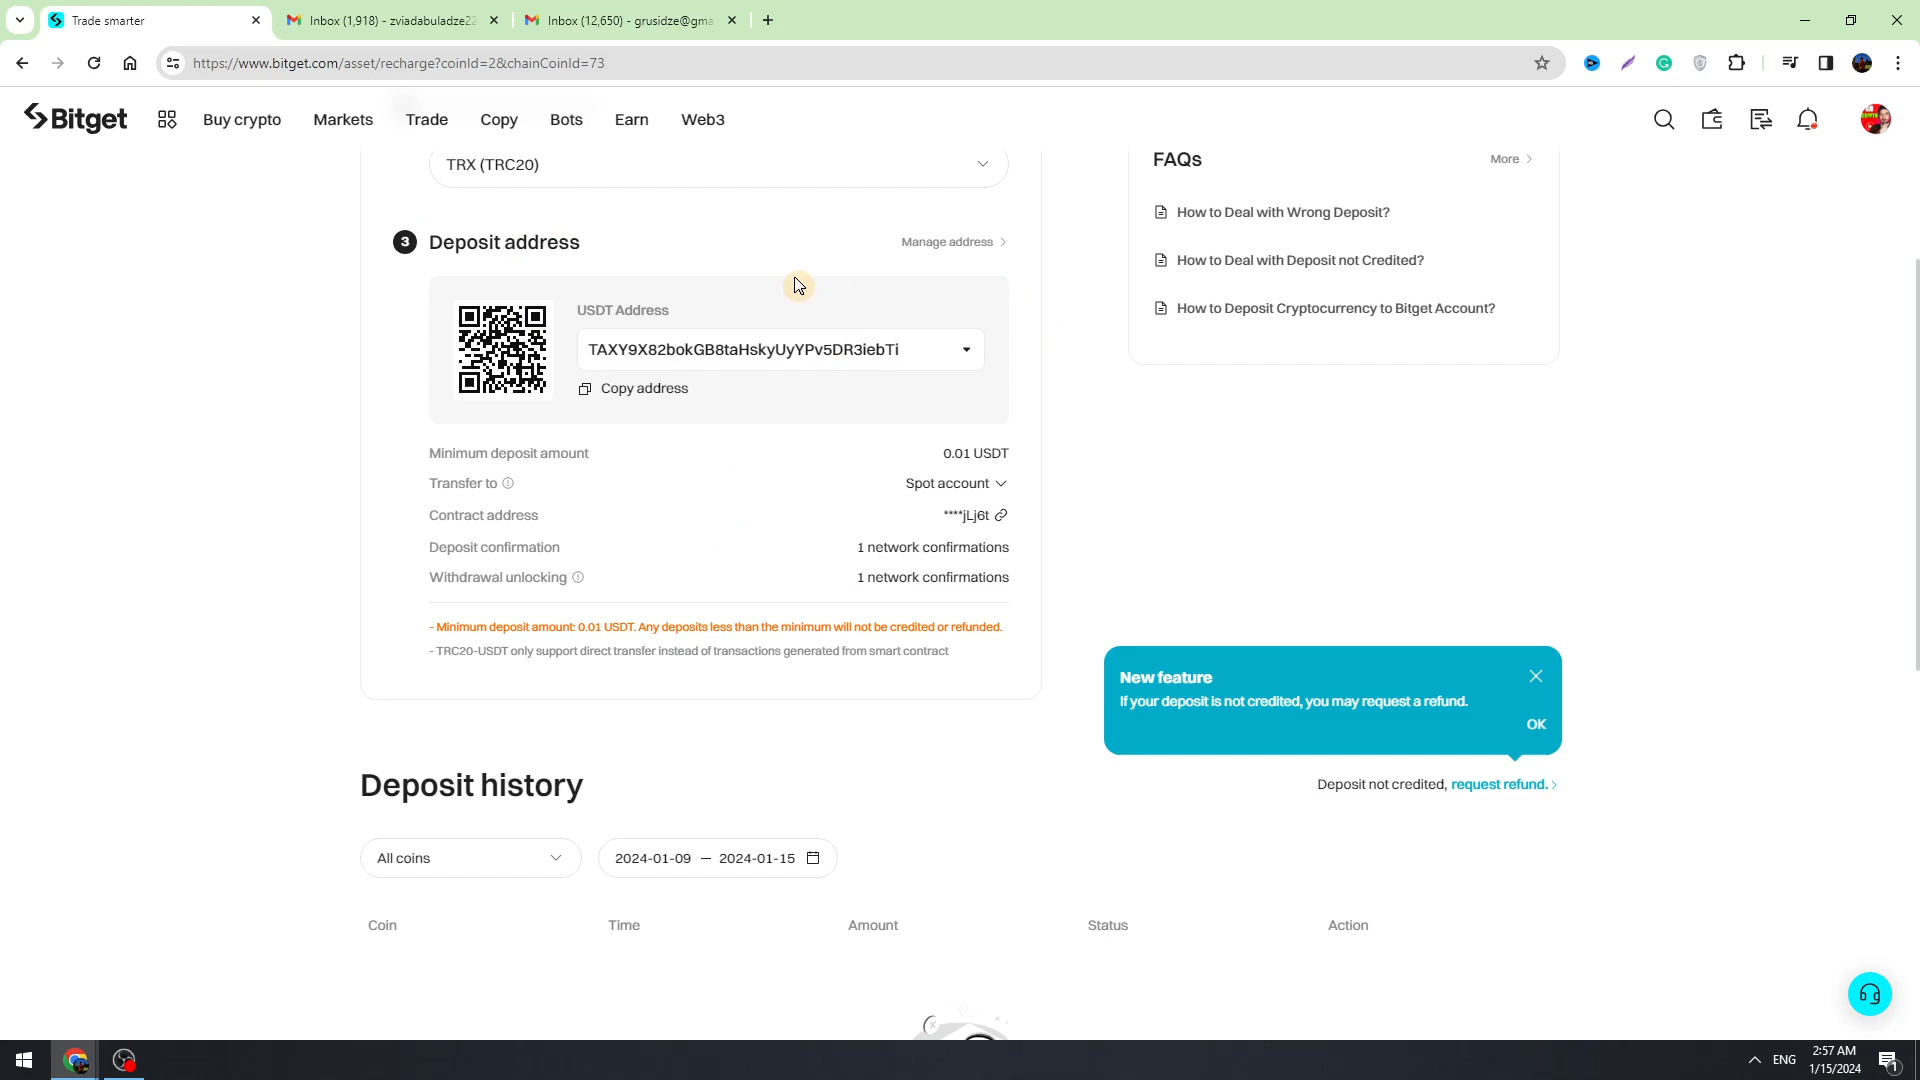 Trade smarter
Inbox (1,918) - zviadabuladze22
Inbox (12,650) - grusidze@gma
https://www.bitget.com/asset/recharge?coinId=2&chainCoinId=73
Bitget
Buy crypto
Markets
Trade
Copy
Bots
Earn
Web3
TRX (TRC20)
3 Deposit address
Manage address
USDT Address
TAXY9X82bokGB8taHskyUyYPv5DR3iebTi
Copy address
Minimum deposit amount 0.01 USDT
Transfer to Spot account
Contract address ****jLj6t
Deposit confirmation 1 network confirmations
Withdrawal unlocking 1 network confirmations
- Minimum deposit amount: 0.01 USDT. Any deposits less than the minimum will not be credited or refunded.
- TRC20-USDT only support direct transfer instead of transactions generated from smart contract
FAQs
More
How to Deal with Wrong Deposit?
How to Deal with Deposit not Credited?
How to Deposit Cryptocurrency to Bitget Account?
New feature
If your deposit is not credited, you may request a refund.
OK
Deposit history
Deposit not credited, request refund.
All coins
2024-01-09 – 2024-01-15
Coin
Time
Amount
Status
Action
ENG
2:57 AM
1/15/2024
1